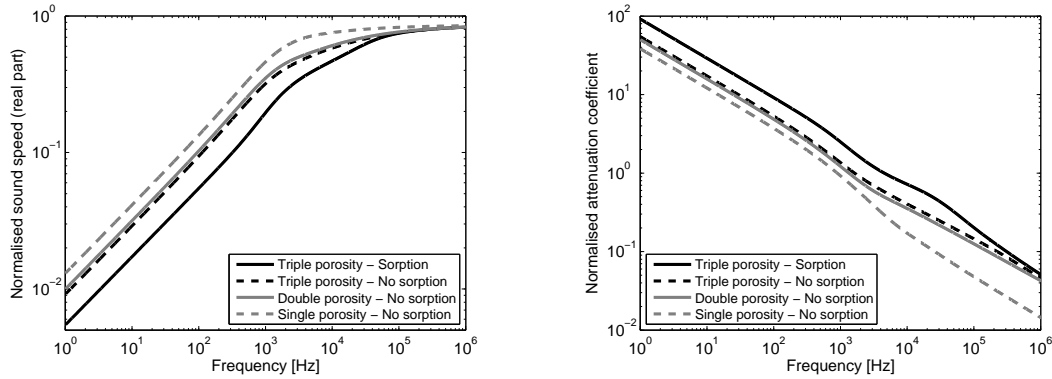 10^0
10^-1
10^-2
10^0 10^1 10^2 10^3 10^4 10^5 10^6
Frequency [Hz]
Normalised sound speed (real part)
Triple porosity − Sorption
Triple porosity − No sorption
Double porosity − No sorption
Single porosity − No sorption
10^2
10^1
10^0
10^-1
10^-2
10^0 10^1 10^2 10^3 10^4 10^5 10^6
Frequency [Hz]
Normalised attenuation coefficient
Triple porosity − Sorption
Triple porosity − No sorption
Double porosity − No sorption
Single porosity − No sorption